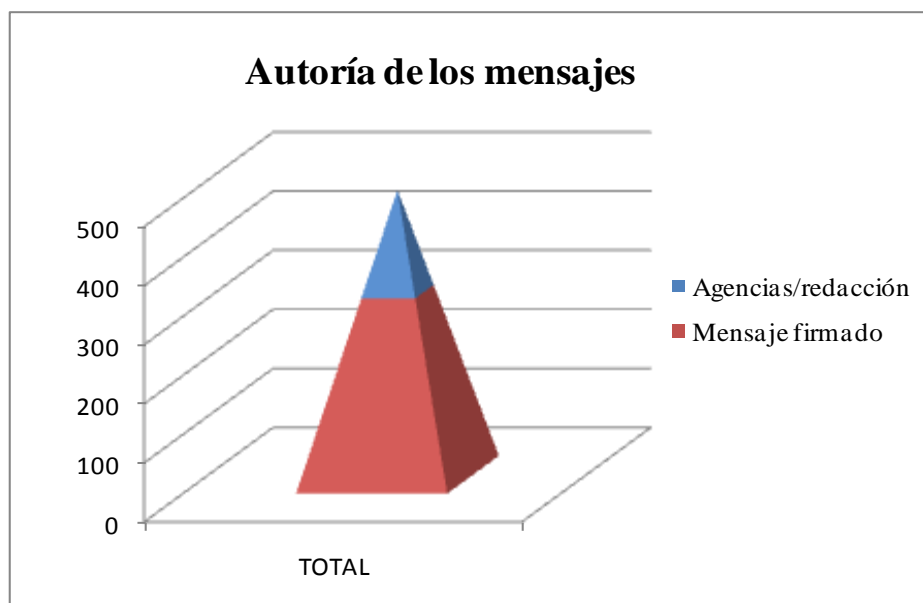 Autoría de los mensajes
500
400
300
200
100
0
TOTAL
Agencias/redacción
Mensaje firmado